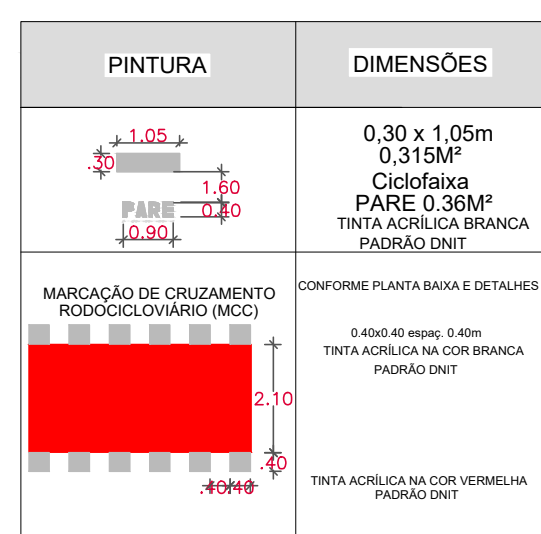 PINTURA
DIMENSÕES
1.05
.30
1.60
PARE
0.40
0.90
0,30 x 1,05m
0,315M²
Ciclofaixa
PARE 0.36M²
TINTA ACRÍLICA BRANCA
PADRÃO DNIT
MARCAÇÃO DE CRUZAMENTO
RODOCICLOVIÁRIO (MCC)
2.10
.40
.40 .40
CONFORME PLANTA BAIXA E DETALHES
0.40x0.40 espaç. 0.40m
TINTA ACRÍLICA NA COR BRANCA
PADRÃO DNIT
TINTA ACRÍLICA NA COR VERMELHA
PADRÃO DNIT